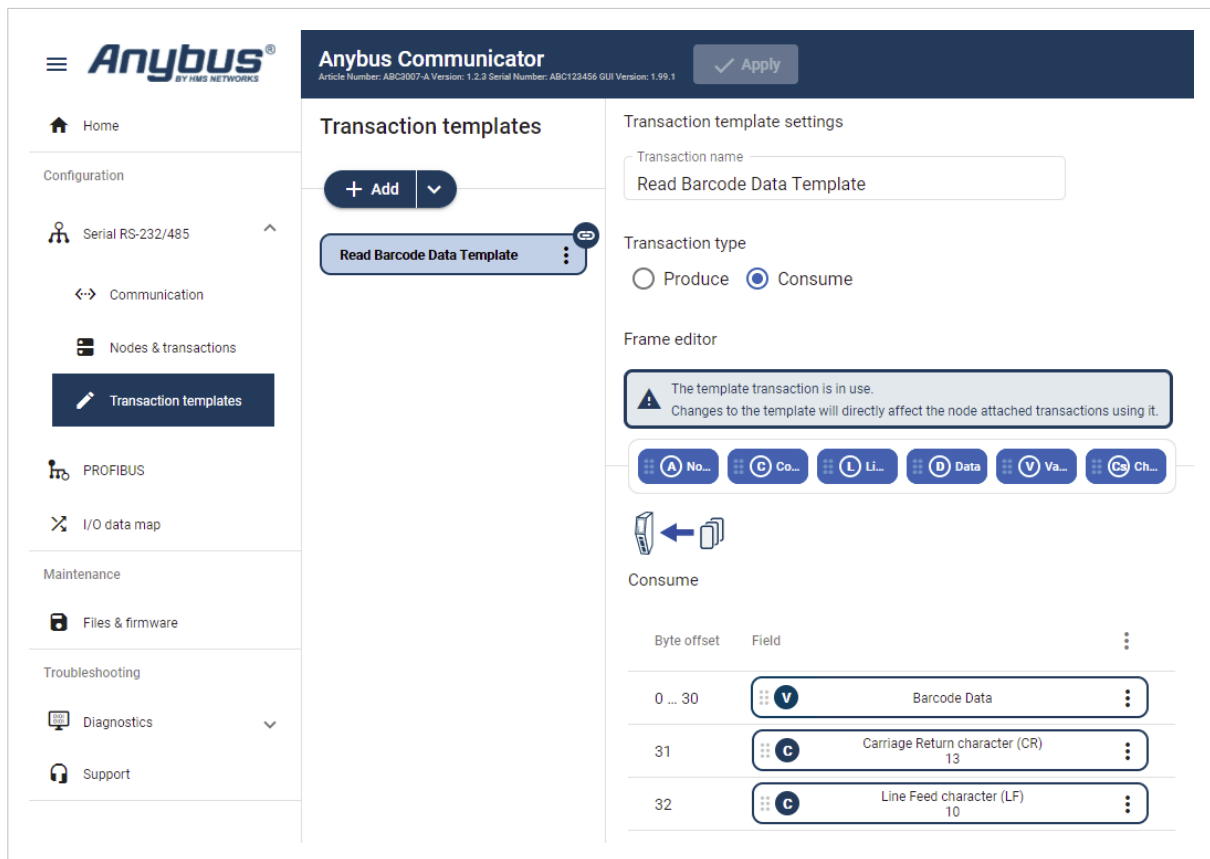 Anybus®
BY HMS NETWORKS
Anybus Communicator
Article Number: ABC3007-A Version: 1.2.3 Serial Number: ABC123456 GUI Version: 1.99.1
Apply
Home
Configuration
Serial RS-232/485
Communication
Nodes & transactions
Transaction templates
PROFIBUS
I/O data map
Maintenance
Files & firmware
Troubleshooting
Diagnostics
Support
Transaction templates
+ Add
Read Barcode Data Template
Transaction template settings
Transaction name
Read Barcode Data Template
Transaction type
Produce Consume
Frame editor
The template transaction is in use.
Changes to the template will directly affect the node attached transactions using it.
A No... C Co... L Li... D Data V Va... Cs Ch...
Consume
Byte offset Field
0 ... 30 V Barcode Data
31 C Carriage Return character (CR)
13
32 C Line Feed character (LF)
10